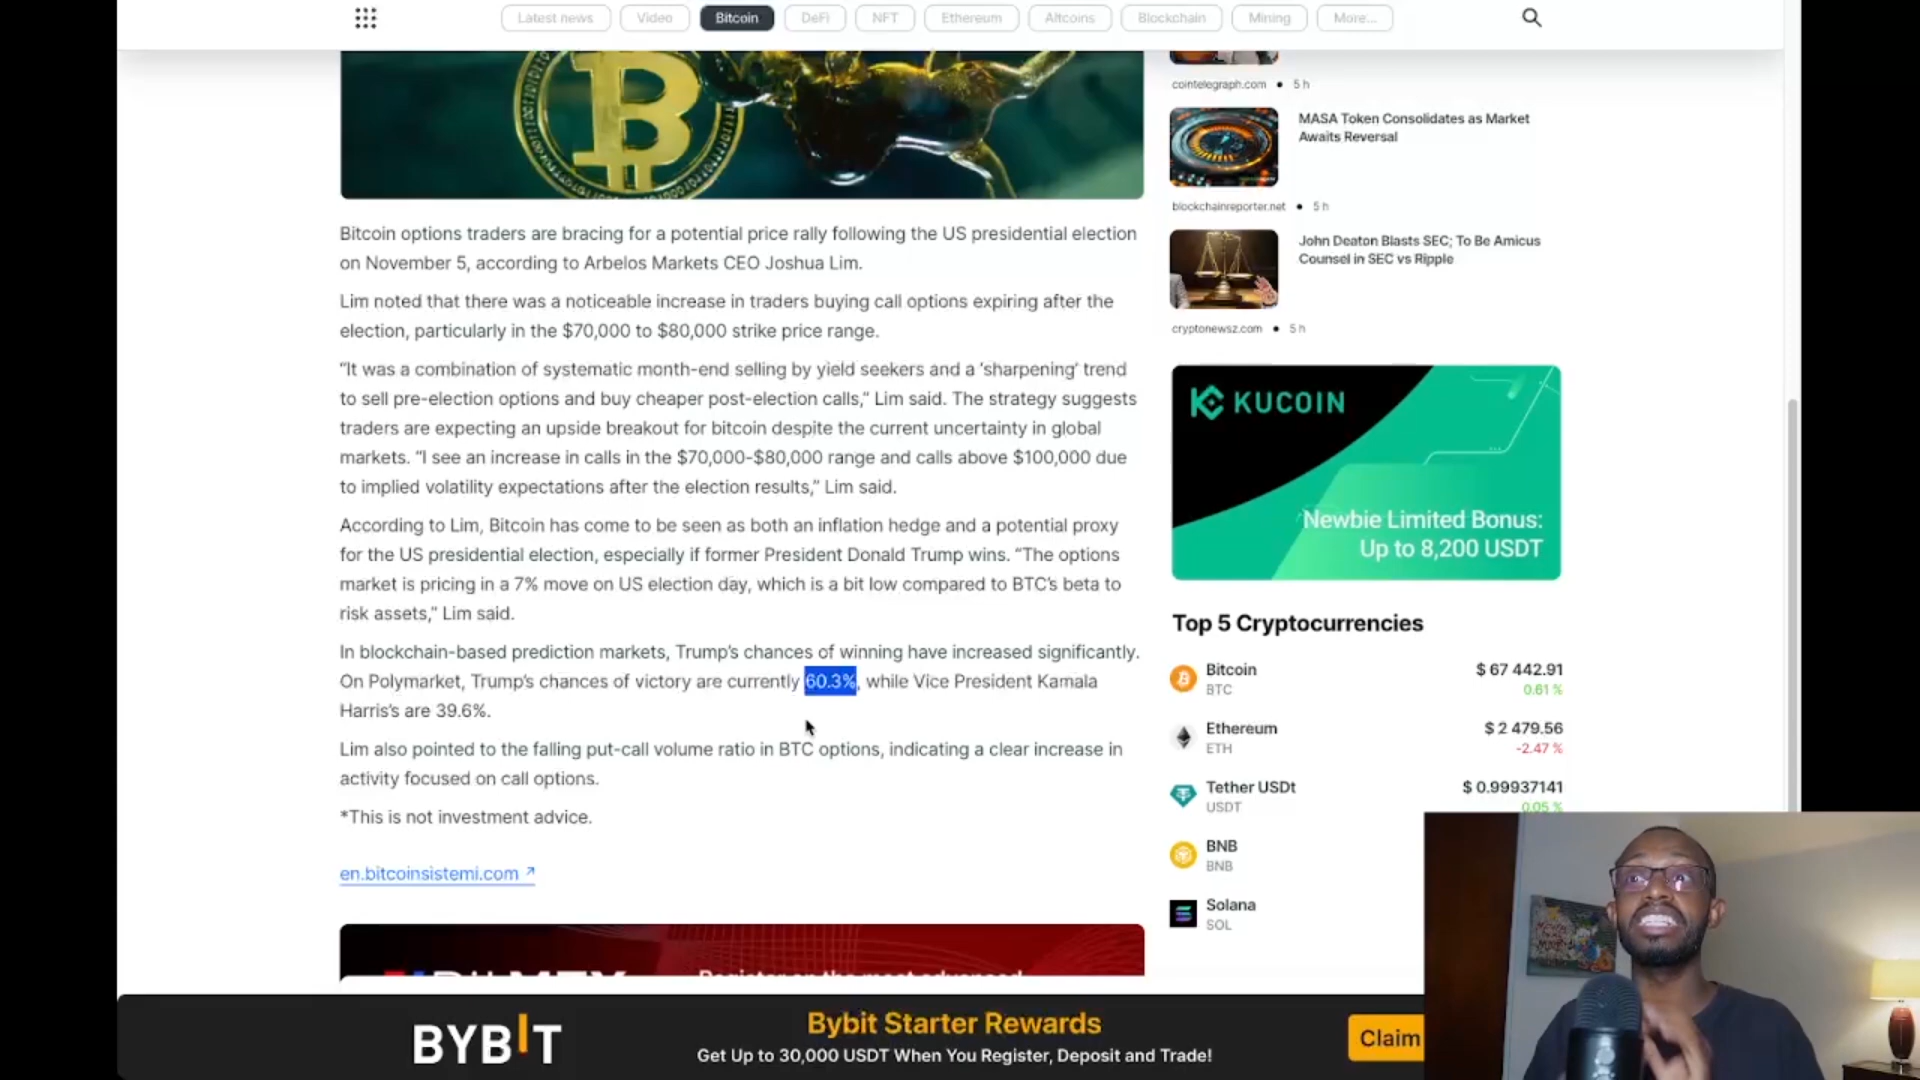 Latest news
Video
Bitcoin
DeFi
NFT
Ethereum
Altcoins
Blockchain
Mining
More...
Bitcoin options traders are bracing for a potential price rally following the US presidential election
on November 5, according to Arbelos Markets CEO Joshua Lim.
Lim noted that there was a noticeable increase in traders buying call options expiring after the
election, particularly in the $70,000 to $80,000 strike price range.
“It was a combination of systematic month-end selling by yield seekers and a ‘sharpening’ trend
to sell pre-election options and buy cheaper post-election calls,” Lim said. The strategy suggests
traders are expecting an upside breakout for bitcoin despite the current uncertainty in global
markets. “I see an increase in calls in the $70,000-$80,000 range and calls above $100,000 due
to implied volatility expectations after the election results,” Lim said.
According to Lim, Bitcoin has come to be seen as both an inflation hedge and a potential proxy
for the US presidential election, especially if former President Donald Trump wins. “The options
market is pricing in a 7% move on US election day, which is a bit low compared to BTC’s beta to
risk assets,” Lim said.
In blockchain-based prediction markets, Trump’s chances of winning have increased significantly.
On Polymarket, Trump’s chances of victory are currently 60.3%, while Vice President Kamala
Harris’s are 39.6%.
Lim also pointed to the falling put-call volume ratio in BTC options, indicating a clear increase in
activity focused on call options.
*This is not investment advice.
en.bitcoinsistemi.com ↗
cointelegraph.com • 5 h
MASA Token Consolidates as Market
Awaits Reversal
blockchainreporter.net • 5 h
John Deaton Blasts SEC; To Be Amicus
Counsel in SEC vs Ripple
cryptonewsz.com • 5 h
KUCOIN
Newbie Limited Bonus:
Up to 8,200 USDT
Top 5 Cryptocurrencies
Bitcoin
$ 67 442.91
BTC
0.61 %
Ethereum
$ 2 479.56
ETH
-2.47 %
Tether USDt
$ 0.99937141
USDT
0.05 %
BNB
BNB
Solana
SOL
BYBIT
Bybit Starter Rewards
Get Up to 30,000 USDT When You Register, Deposit and Trade!
Claim